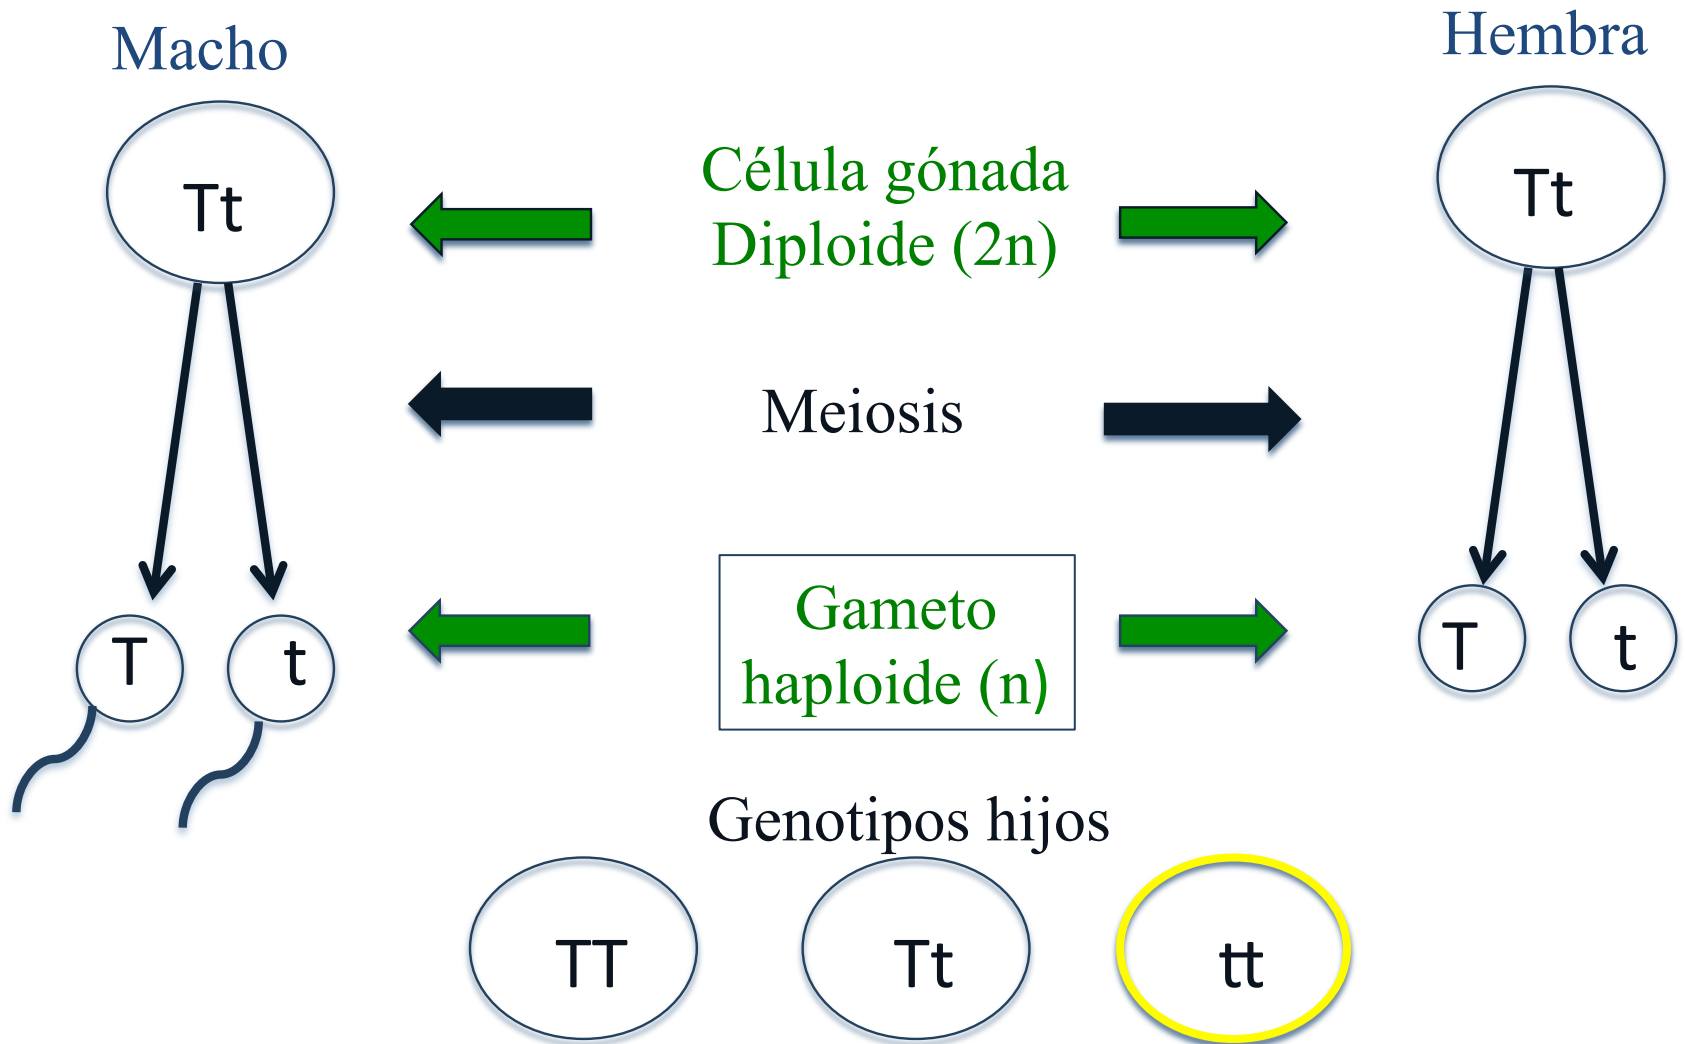 Macho
Hembra
Tt
Célula gónada
Diploide (2n)
Tt
Meiosis
T
t
Gameto
haploide (n)
T
t
Genotipos hijos
TT
Tt
tt